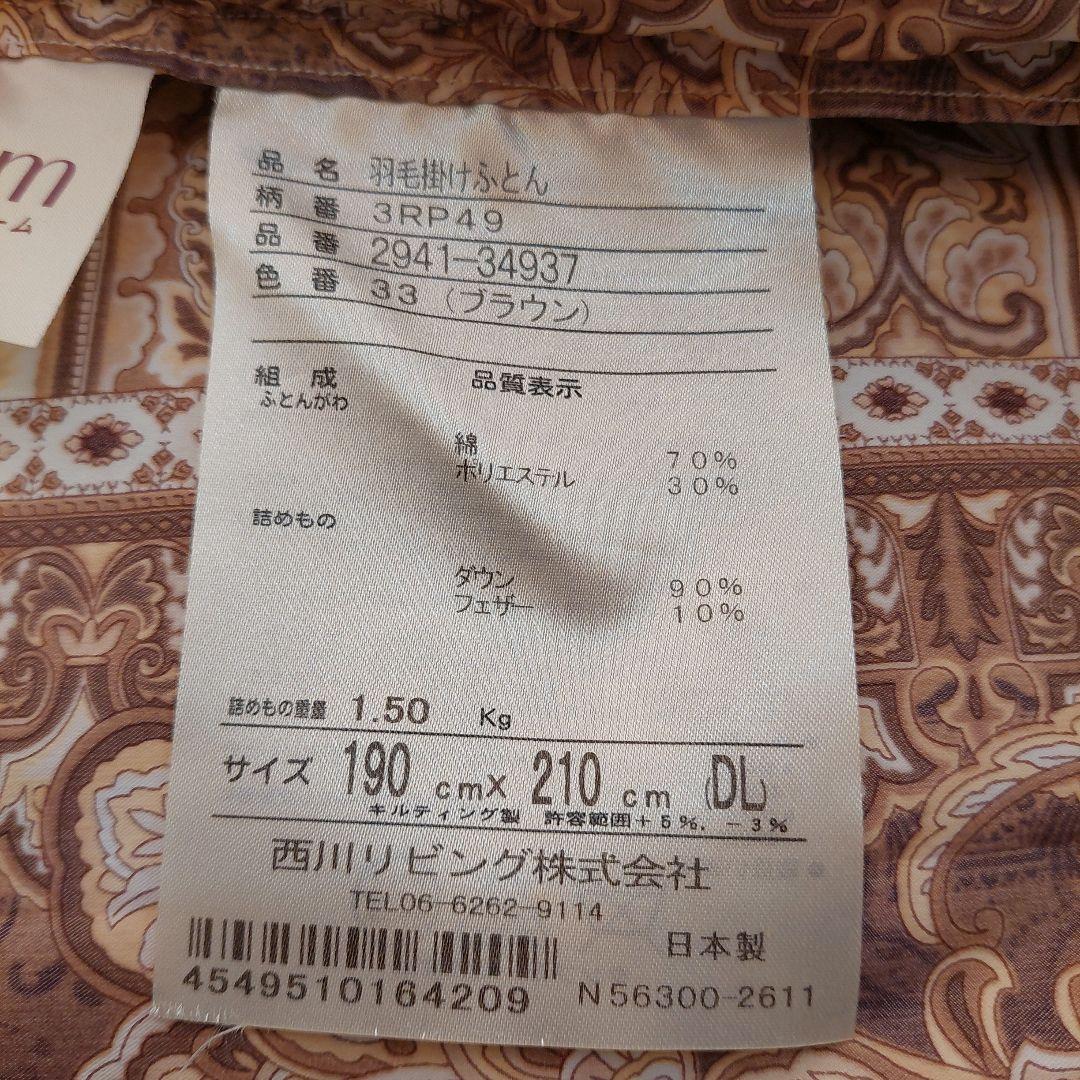 m
ーム
品 名 羽毛掛けふとん
柄 番 3RP49
品 番 2941-34937
色 番 33 (ブラウン)
組 成 品質表示
ふとんがわ
綿 70%
ポリエステル 30%
詰めもの
ダウン 90%
フェザー 10%
詰めもの重量 1.50 Kg
サイズ 190 cm× 210 cm (DL)
キルティング製 許容範囲+5%, -3%
西川リビング株式会社
TEL06-6262-9114
日本製
4549510164209 N56300-2611